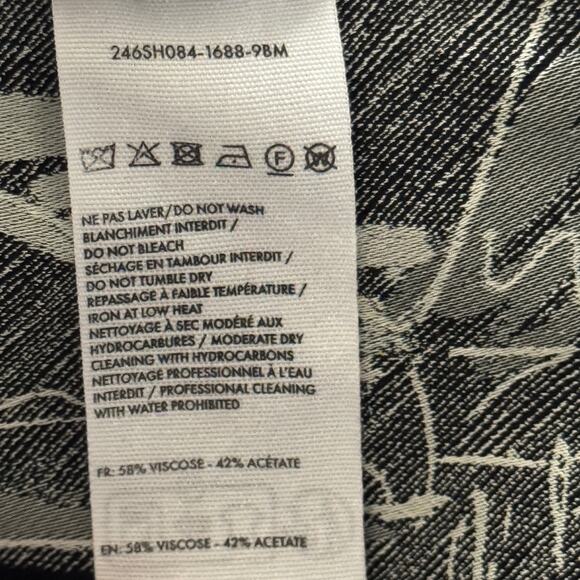 246SH084-1688-9BM
F W
NE PAS LAVER/DO NOT WASH
BLANCHIMENT INTERDIT /
DO NOT BLEACH
SÉCHAGE EN TAMBOUR INTERDIT /
DO NOT TUMBLE DRY
REPASSAGE À FAIBLE TEMPÉRATURE /
IRON AT LOW HEAT
NETTOYAGE À SEC MODÉRÉ AUX
HYDROCARBURES / MODERATE DRY
CLEANING WITH HYDROCARBONS
NETTOYAGE PROFESSIONNEL À L'EAU
INTERDIT / PROFESSIONAL CLEANING
WITH WATER PROHIBITED
FR: 58% VISCOSE - 42% ACÉTATE
EN: 58% VISCOSE - 42% ACETATE